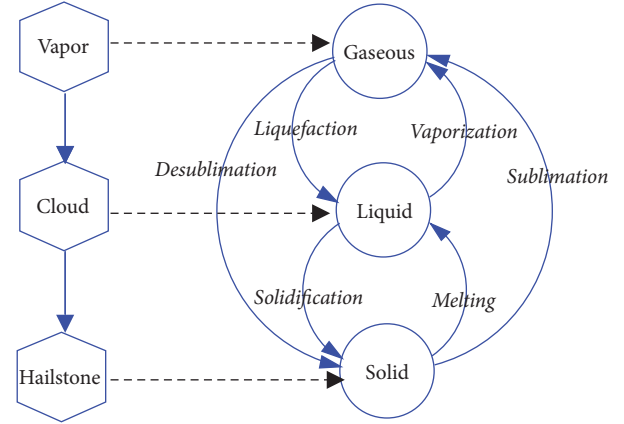 Vapor
Gaseous
Liquefaction
Vaporization
Desublimation
Sublimation
Cloud
Liquid
Solidification
Melting
Hailstone
Solid